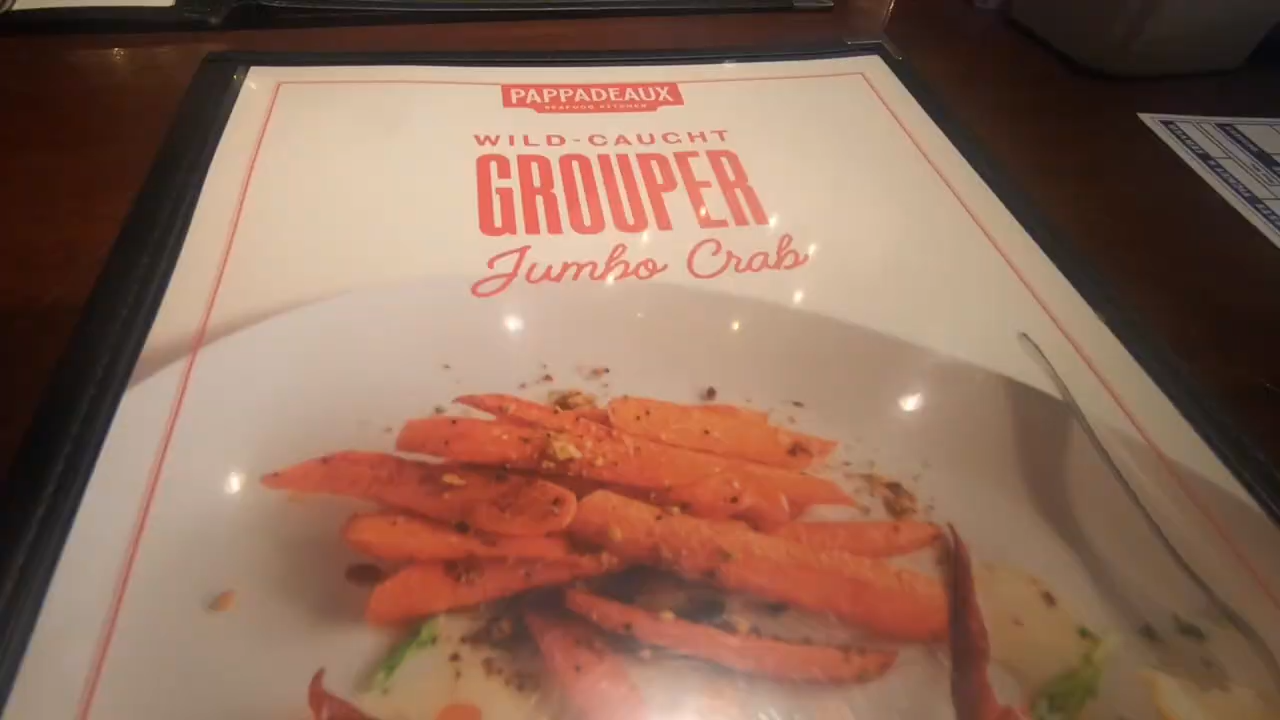 PAPPADEAUX
SEAFOOD KITCHEN
WILD-CAUGHT
GROUPER
Jumbo Crab